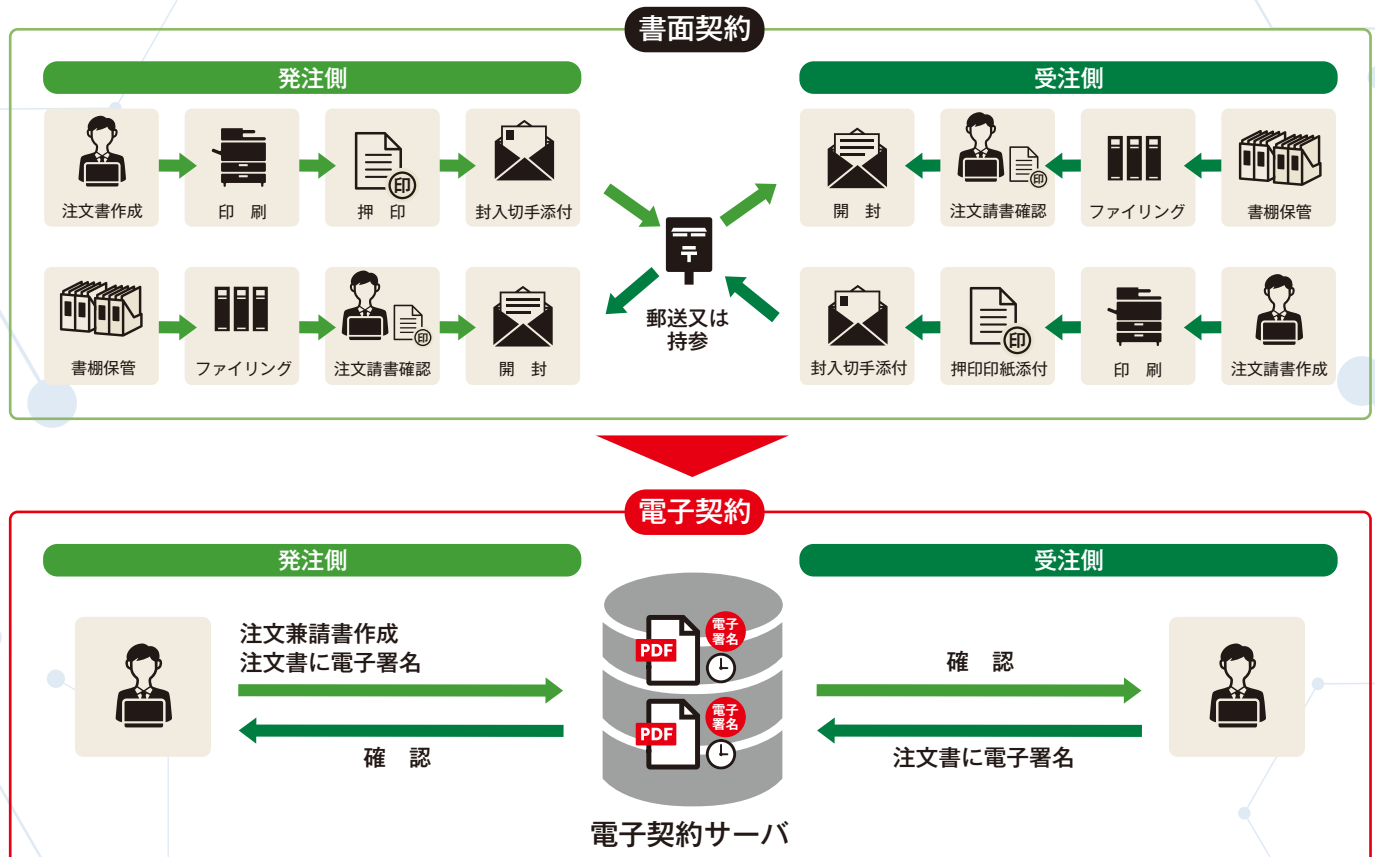 書面契約
発注側
受注側
注文書作成
印　刷
押　印
封入切手添付
開　封
注文請書確認
ファイリング
書棚保管
印
印
〒
郵送又は
持参
書棚保管
ファイリング
注文請書確認
開　封
封入切手添付
押印印紙添付
印　刷
注文請書作成
印
印
電子契約
発注側
受注側
注文兼請書作成
注文書に電子署名
確　認
PDF
電子
署名
PDF
電子
署名
確　認
注文書に電子署名
電子契約サーバ